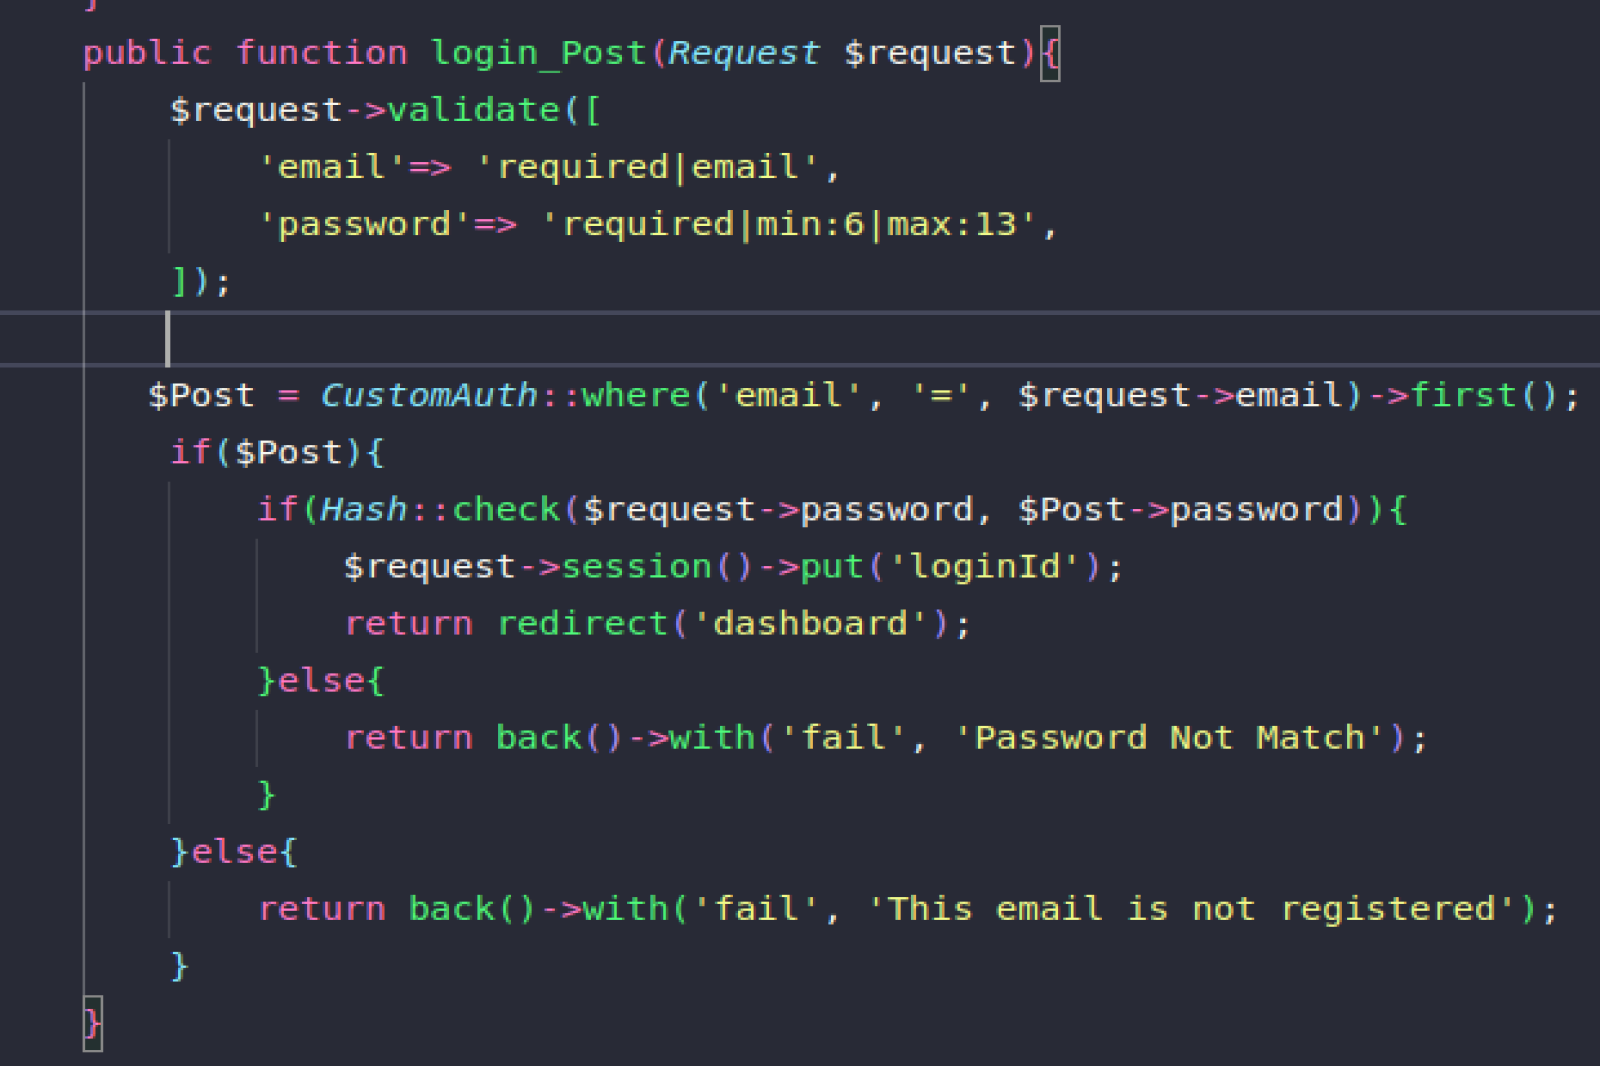 }
public function login_Post(Request $request){
$request->validate([
'email'=> 'required|email',
'password'=> 'required|min:6|max:13',
]);
$Post = CustomAuth::where('email', '=', $request->email)->first();
if($Post){
if(Hash::check($request->password, $Post->password)){
$request->session()->put('loginId');
return redirect('dashboard');
}else{
return back()->with('fail', 'Password Not Match');
}
}else{
return back()->with('fail', 'This email is not registered');
}
}